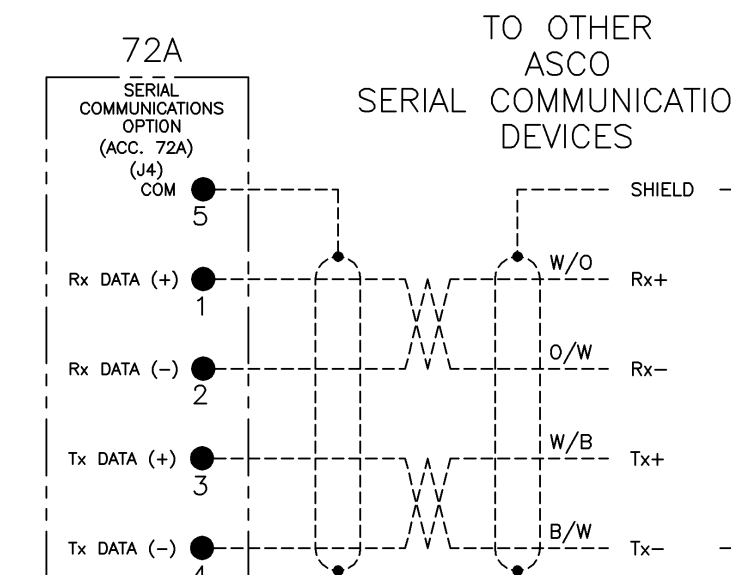 TO OTHER
ASCO
SERIAL COMMUNICATIO
DEVICES
72A
SERIAL
COMMUNICATIONS
OPTION
(ACC. 72A)
(J4)
COM
5
SHIELD
Rx DATA (+)
1
W/O
Rx+
Rx DATA (-)
2
O/W
Rx-
Tx DATA (+)
3
W/B
Tx+
Tx DATA (-)
4
B/W
Tx-